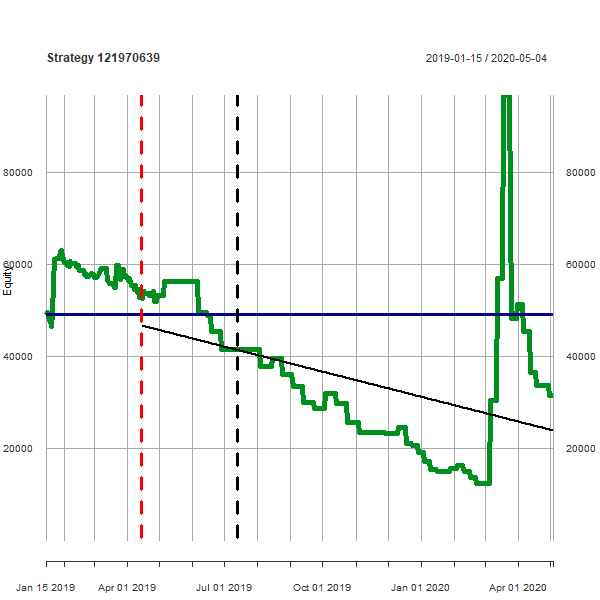 Strategy 121970639
2019-01-15 / 2020-05-04
80000
80000
60000
60000
Equity
40000
40000
20000
20000
Jan 15 2019
Apr 01 2019
Jul 01 2019
Oct 01 2019
Jan 01 2020
Apr 01 2020